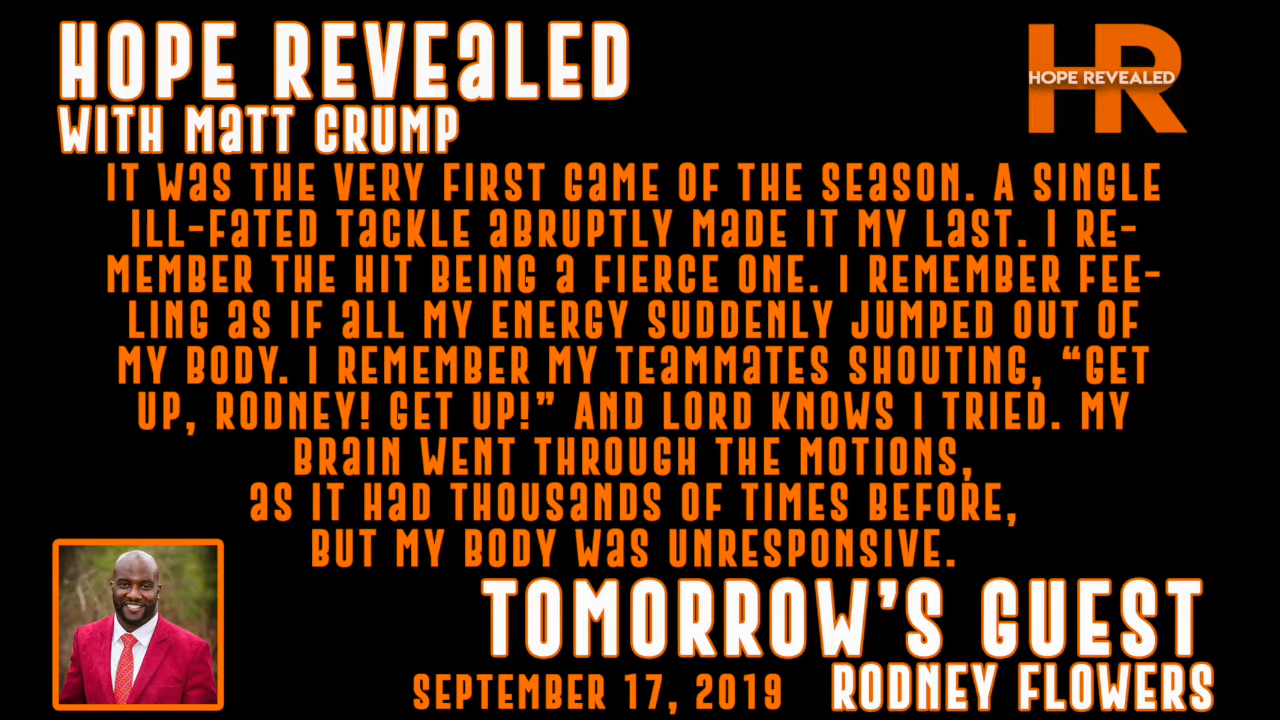 HOPE REVEALED
WITH MATT CRUMP
HR
HOPE REVEALED
IT WAS THE VERY FIRST GAME OF THE SEASON. A SINGLE
ILL-FATED TACKLE ABRUPTLY MADE IT MY LAST. I RE-
MEMBER THE HIT BEING A FIERCE ONE. I REMEMBER FEE-
LING AS IF ALL MY ENERGY SUDDENLY JUMPED OUT OF
MY BODY. I REMEMBER MY TEAMMATES SHOUTING, “GET
UP, RODNEY! GET UP!” AND LORD KNOWS I TRIED. MY
BRAIN WENT THROUGH THE MOTIONS,
AS IT HAD THOUSANDS OF TIMES BEFORE,
BUT MY BODY WAS UNRESPONSIVE.
TOMORROW’S GUEST
SEPTEMBER 17, 2019 RODNEY FLOWERS